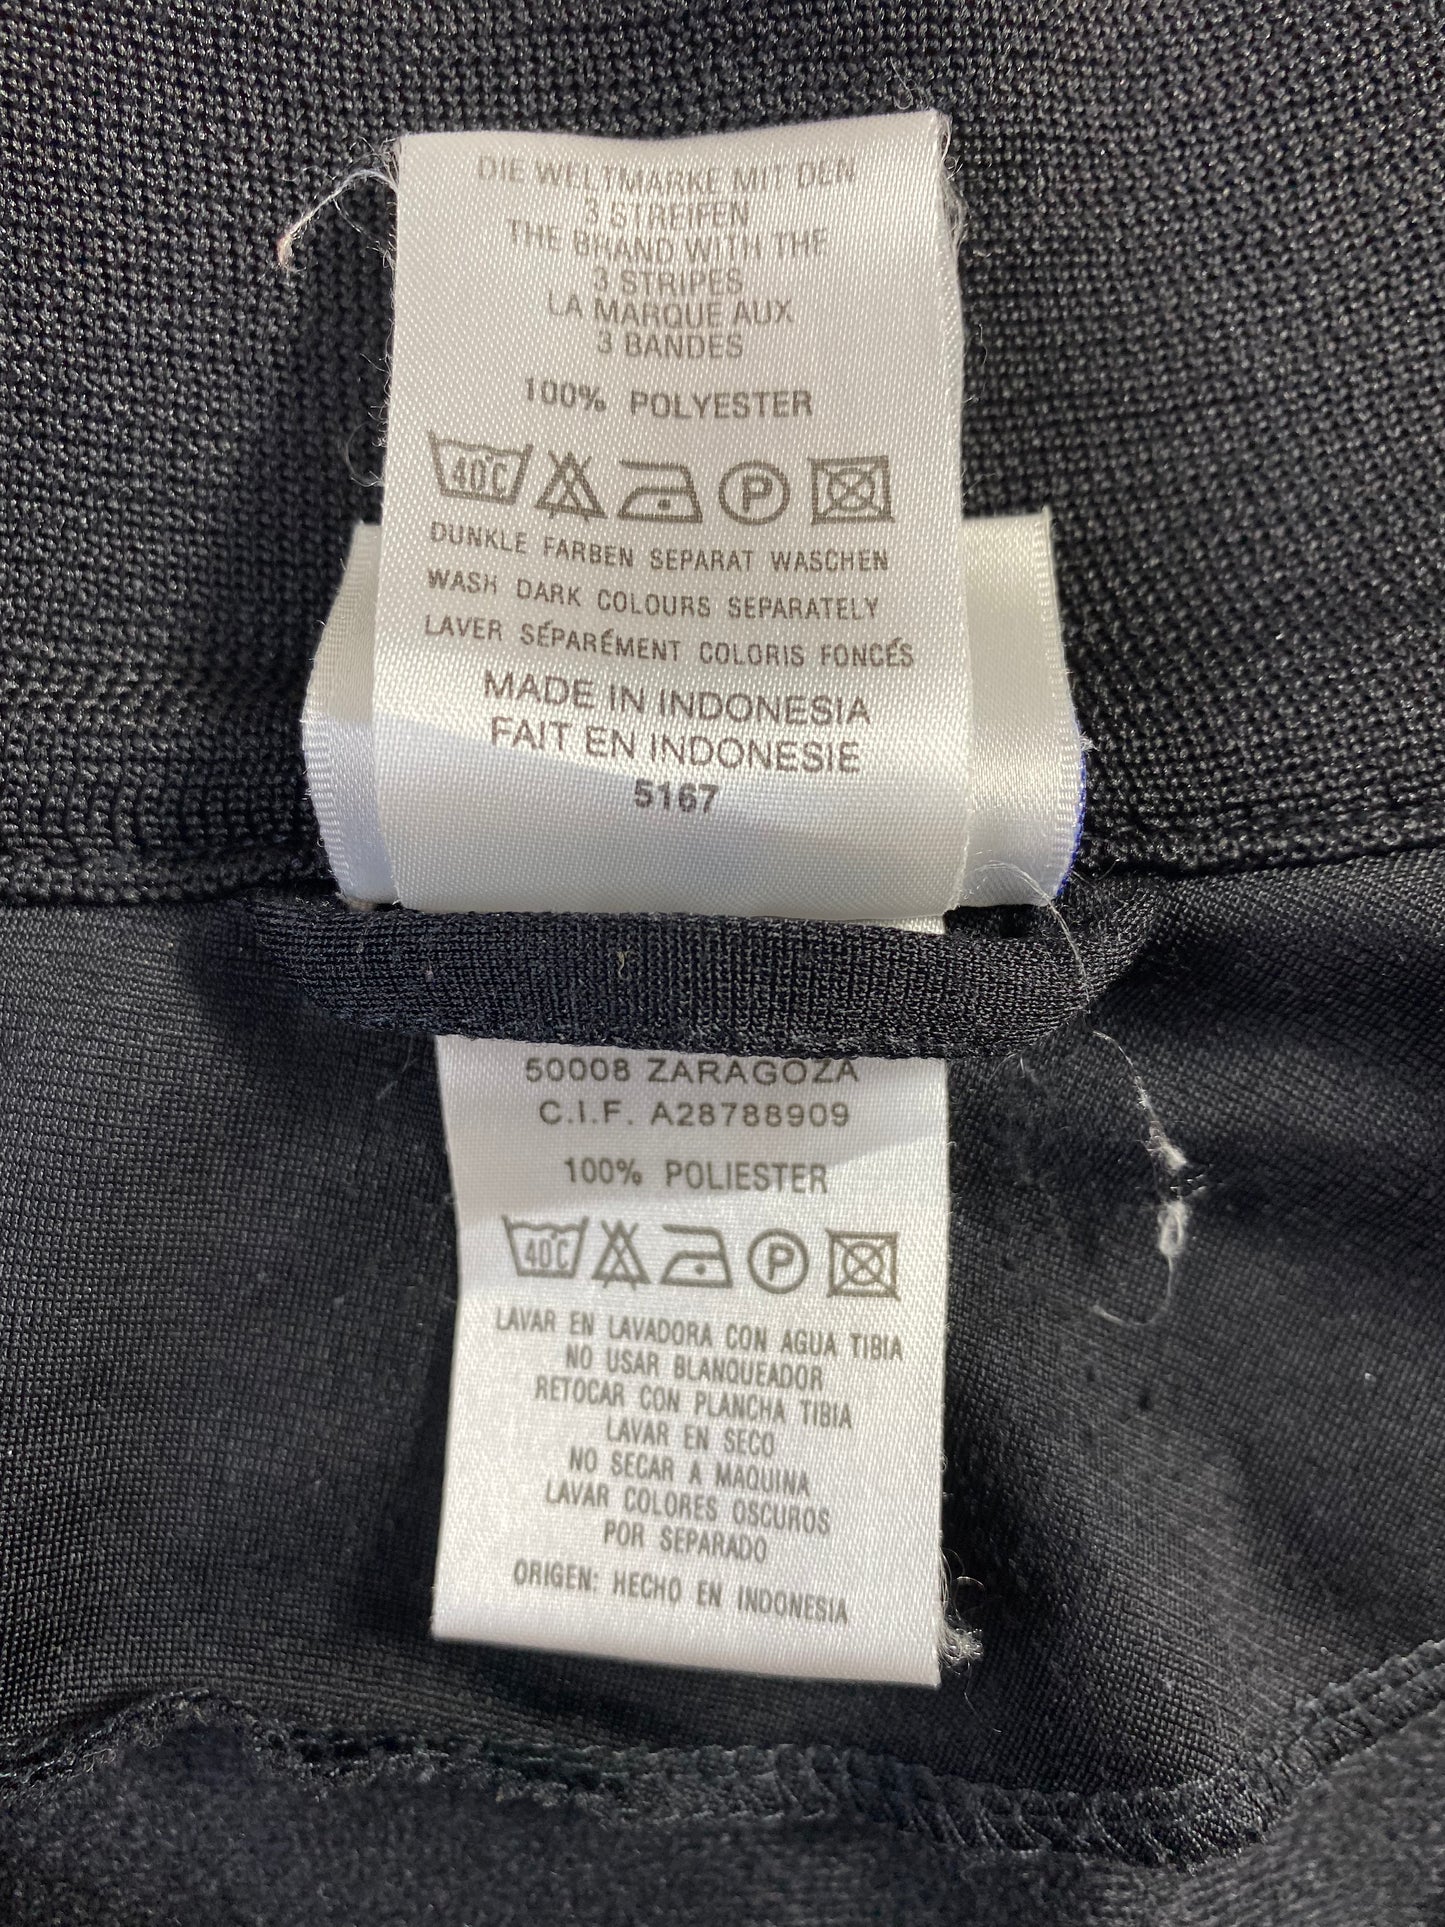 DIE WELTMARKE MIT DEN
3 STREIFEN
THE BRAND WITH THE
3 STRIPES
LA MARQUE AUX
3 BANDES
100% POLYESTER
40°C P
DUNKLE FARBEN SEPARAT WASCHEN
WASH DARK COLOURS SEPARATELY
LAVER SÉPARÉMENT COLORIS FONCÉS
MADE IN INDONESIA
FAIT EN INDONESIE
5167
50008 ZARAGOZA
C.I.F. A28788909
100% POLIESTER
40°C P
LAVAR EN LAVADORA CON AGUA TIBIA
NO USAR BLANQUEADOR
RETOCAR CON PLANCHA TIBIA
LAVAR EN SECO
NO SECAR A MAQUINA
LAVAR COLORES OSCUROS
POR SEPARADO
ORIGEN: HECHO EN INDONESIA